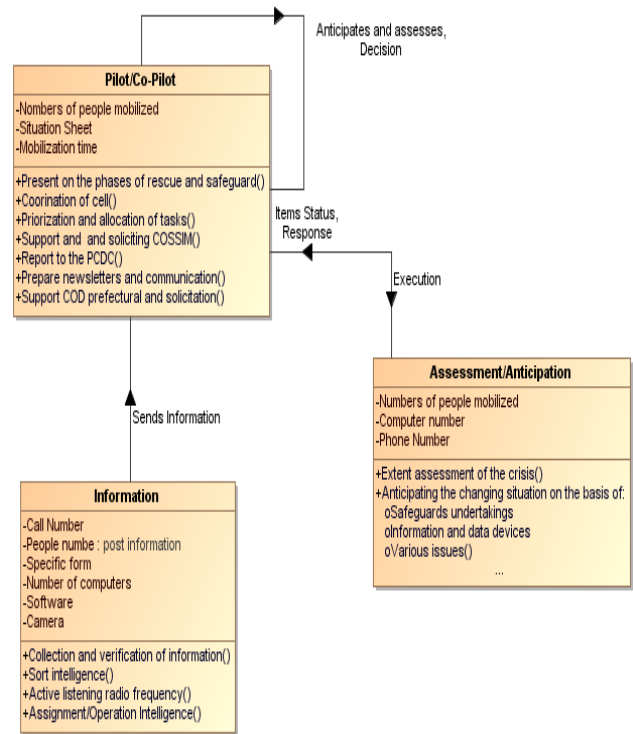 Anticipates and assesses,
Decision
Pilot/Co-Pilot
-Nombers of people mobilized
-Situation Sheet
-Mobilization time
+Present on the phases of rescue and safeguard()
+Coorination of cell()
+Priorization and allocation of tasks()
+Support and and soliciting COSSIM()
+Report to the PCDC()
+Prepare newsletters and communication()
+Support COD prefectural and solicitation()
Items Status,
Response
Execution
Assessment/Anticipation
-Numbers of people mobilized
-Computer number
-Phone Number
+Extent assessment of the crisis()
+Anticipating the changing situation on the basis of:
oSafeguards undertakings
oInformation and data devices
oVarious issues()
...
Sends Information
Information
-Call Number
-People numbe : post information
-Specific form
-Number of computers
-Software
-Camera
+Collection and verification of information()
+Sort intelligence()
+Active listening radio frequency()
+Assignment/Operation Intelligence()